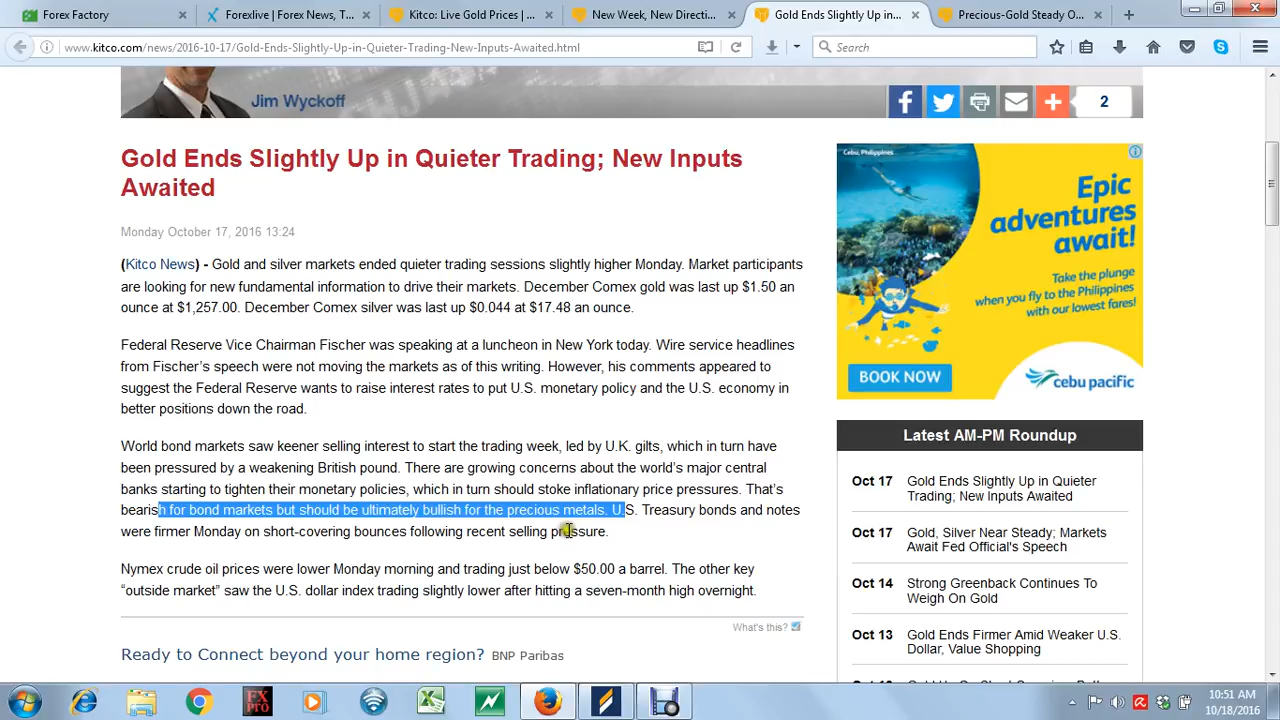 Forex Factory
Forexlive | Forex News, T...
Kitco: Live Gold Prices | ...
New Week, New Directi...
Gold Ends Slightly Up in...
Precious-Gold Steady O...
www.kitco.com/news/2016-10-17/Gold-Ends-Slightly-Up-in-Quieter-Trading-New-Inputs-Awaited.html
Search
Jim Wyckoff
2
Gold Ends Slightly Up in Quieter Trading; New Inputs
Awaited
Monday October 17, 2016 13:24
(Kitco News) - Gold and silver markets ended quieter trading sessions slightly higher Monday. Market participants
are looking for new fundamental information to drive their markets. December Comex gold was last up $1.50 an
ounce at $1,257.00. December Comex silver was last up $0.044 at $17.48 an ounce.
Federal Reserve Vice Chairman Fischer was speaking at a luncheon in New York today. Wire service headlines
from Fischer’s speech were not moving the markets as of this writing. However, his comments appeared to
suggest the Federal Reserve wants to raise interest rates to put U.S. monetary policy and the U.S. economy in
better positions down the road.
World bond markets saw keener selling interest to start the trading week, led by U.K. gilts, which in turn have
been pressured by a weakening British pound. There are growing concerns about the world’s major central
banks starting to tighten their monetary policies, which in turn should stoke inflationary price pressures. That’s
bearish for bond markets but should be ultimately bullish for the precious metals. U.S. Treasury bonds and notes
were firmer Monday on short-covering bounces following recent selling pressure.
Nymex crude oil prices were lower Monday morning and trading just below $50.00 a barrel. The other key
“outside market” saw the U.S. dollar index trading slightly lower after hitting a seven-month high overnight.
What's this?
Ready to Connect beyond your home region? BNP Paribas
Cebu, Philippines
Epic
adventures
await!
Take the plunge
when you fly to the Philippines
with our lowest fares!
BOOK NOW
cebu pacific
Latest AM-PM Roundup
Oct 17 Gold Ends Slightly Up in Quieter
Trading; New Inputs Awaited
Oct 17 Gold, Silver Near Steady; Markets
Await Fed Official's Speech
Oct 14 Strong Greenback Continues To
Weigh On Gold
Oct 13 Gold Ends Firmer Amid Weaker U.S.
Dollar, Value Shopping
FX
PRO
10:51 AM
10/18/2016